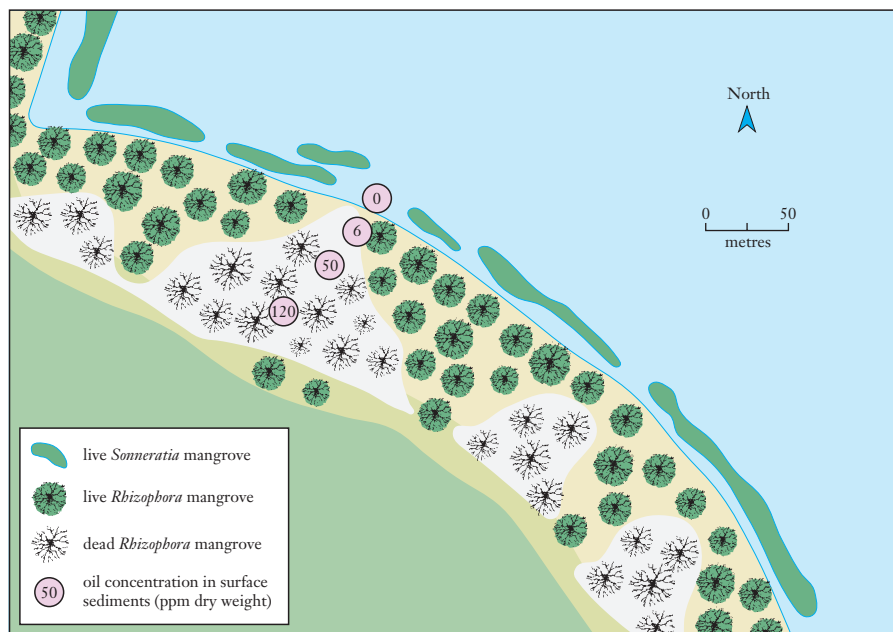 North
0 50
metres
0
6
50
120
live Sonneratia mangrove
live Rhizophora mangrove
dead Rhizophora mangrove
50
oil concentration in surface
sediments (ppm dry weight)